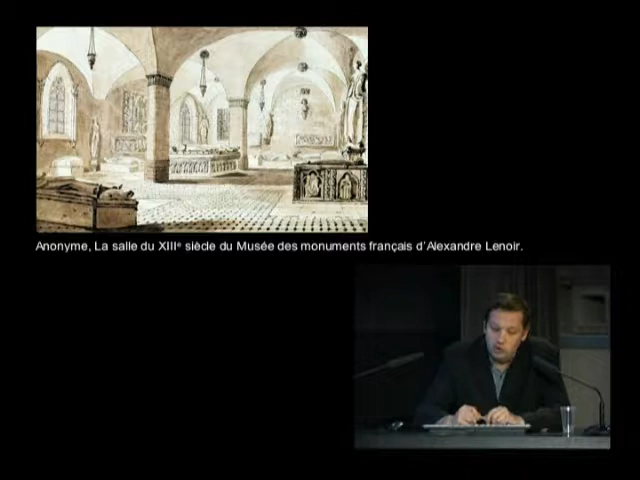 Anonyme, La salle du XIIIᵉ siècle du Musée des monuments français d'Alexandre Lenoir.